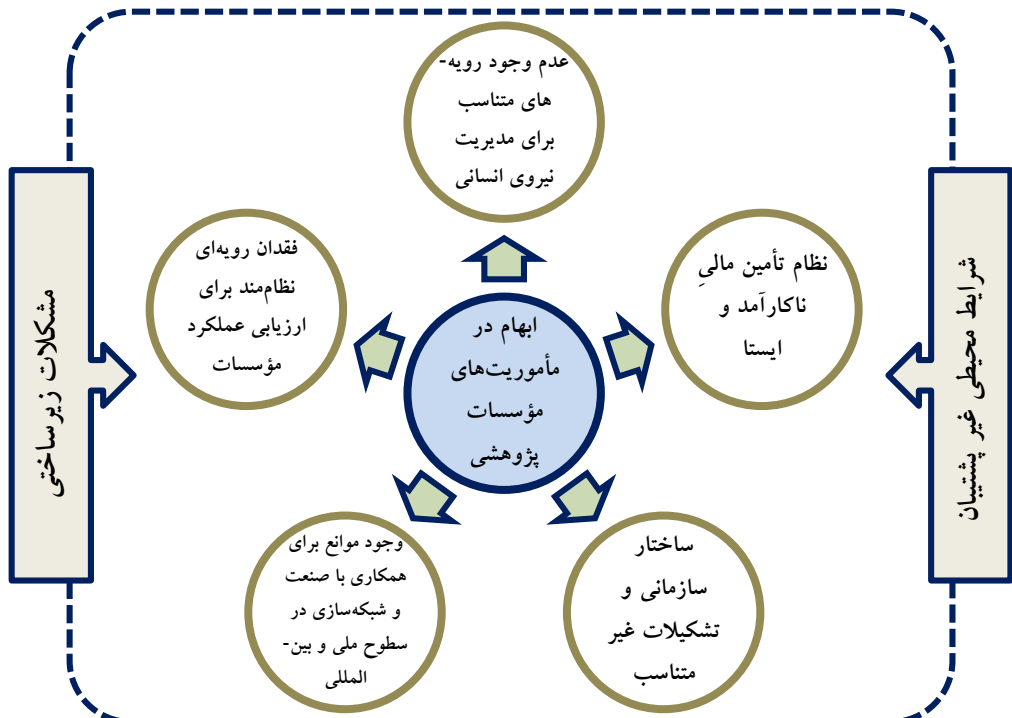 عدم وجود رویه-
های متناسب
برای مدیریت
نیروی انسانی
نظام تأمین مالیِ
ناکارآمد و
ایستا
فقدان رویه‌ای
نظام‌مند برای
ارزیابی عملکرد
مؤسسات
ابهام در
مأموریت‌های
مؤسسات
پژوهشی
شرایط محیطی غیر پشتیبان
مشکلات زیرساختی
ساختار
سازمانی و
تشکیلات غیر
متناسب
وجود موانع برای
همکاری با صنعت
و شبکه‌سازی در
سطوح ملی و بین-
المللی